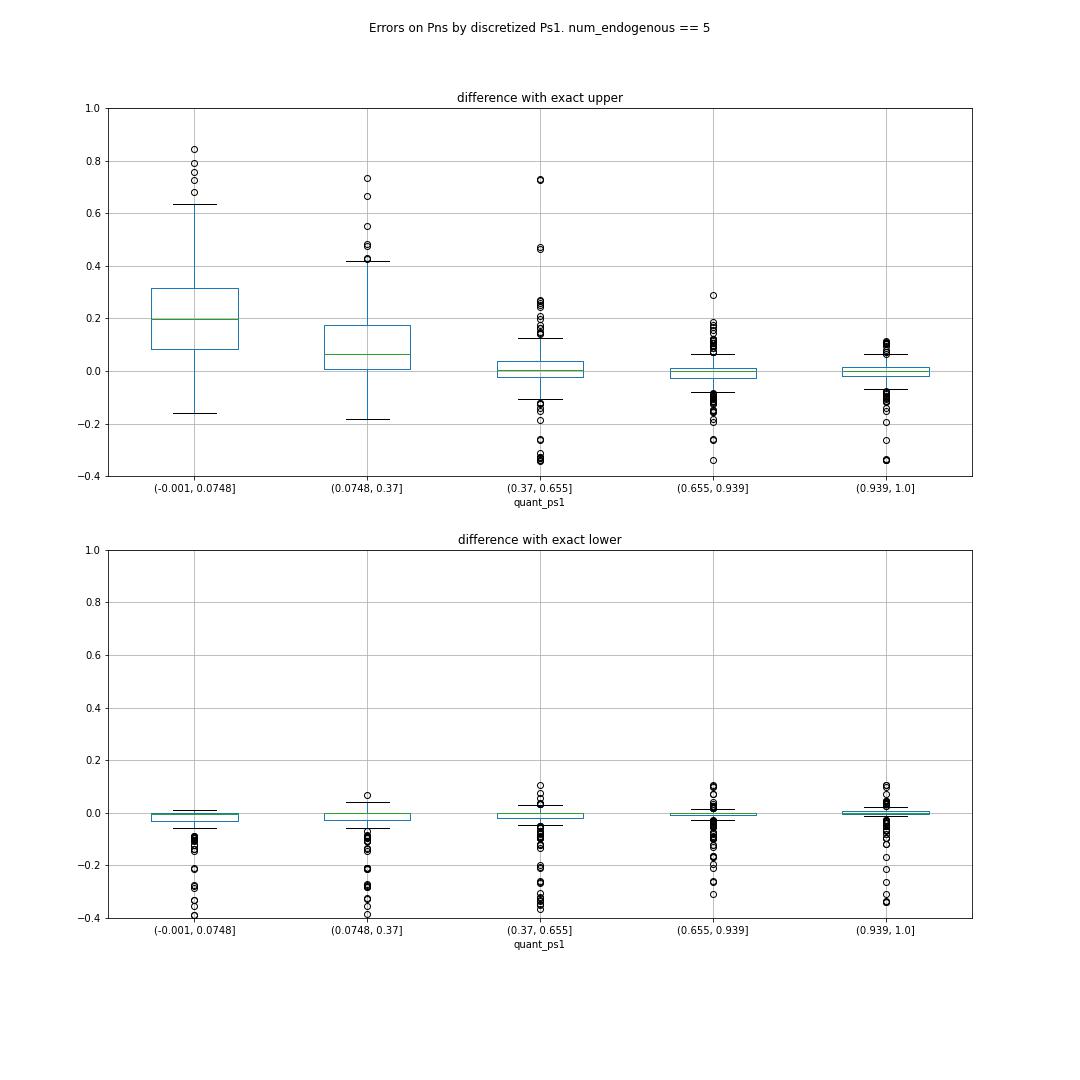 Errors on Pns by discretized Ps1. num_endogenous == 5
difference with exact upper
1.0
0.8
0.6
0.4
0.2
0.0
−0.2
−0.4
(-0.001, 0.0748] (0.0748, 0.37] (0.37, 0.655] (0.655, 0.939] (0.939, 1.0]
quant_ps1
difference with exact lower
1.0
0.8
0.6
0.4
0.2
0.0
−0.2
−0.4
(-0.001, 0.0748] (0.0748, 0.37] (0.37, 0.655] (0.655, 0.939] (0.939, 1.0]
quant_ps1